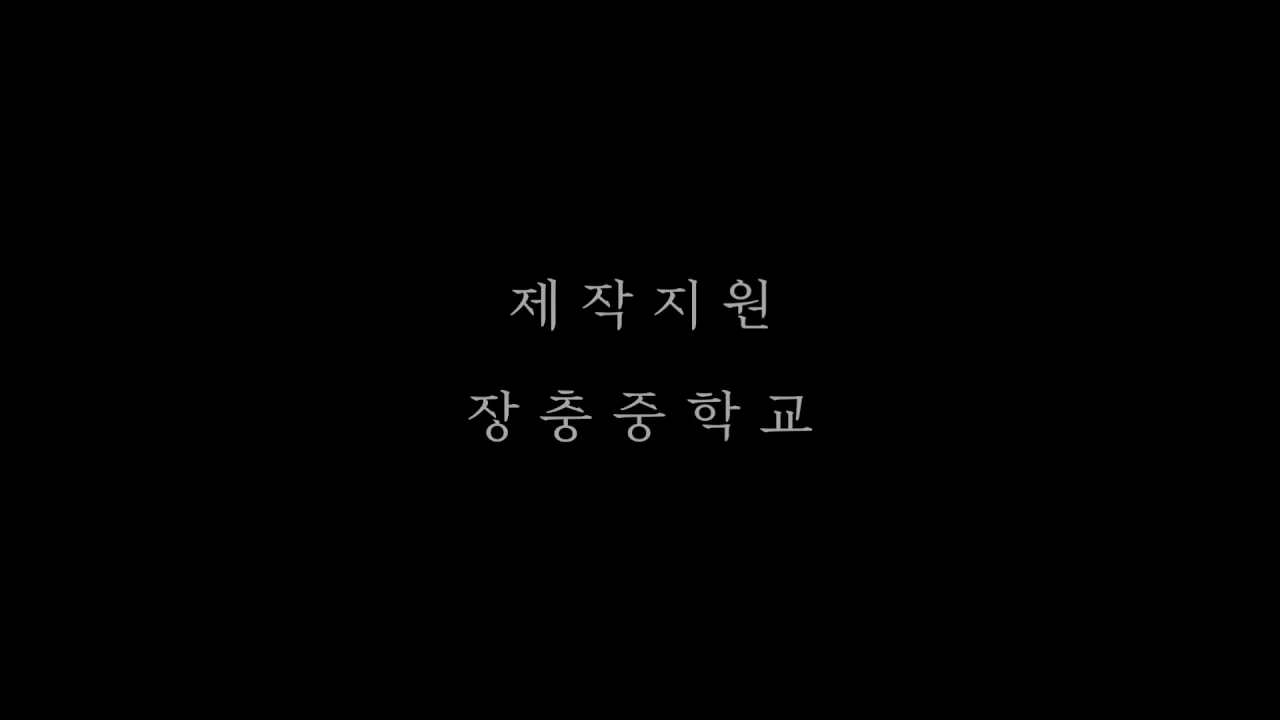 제 작 지 원
장 충 중 학 교